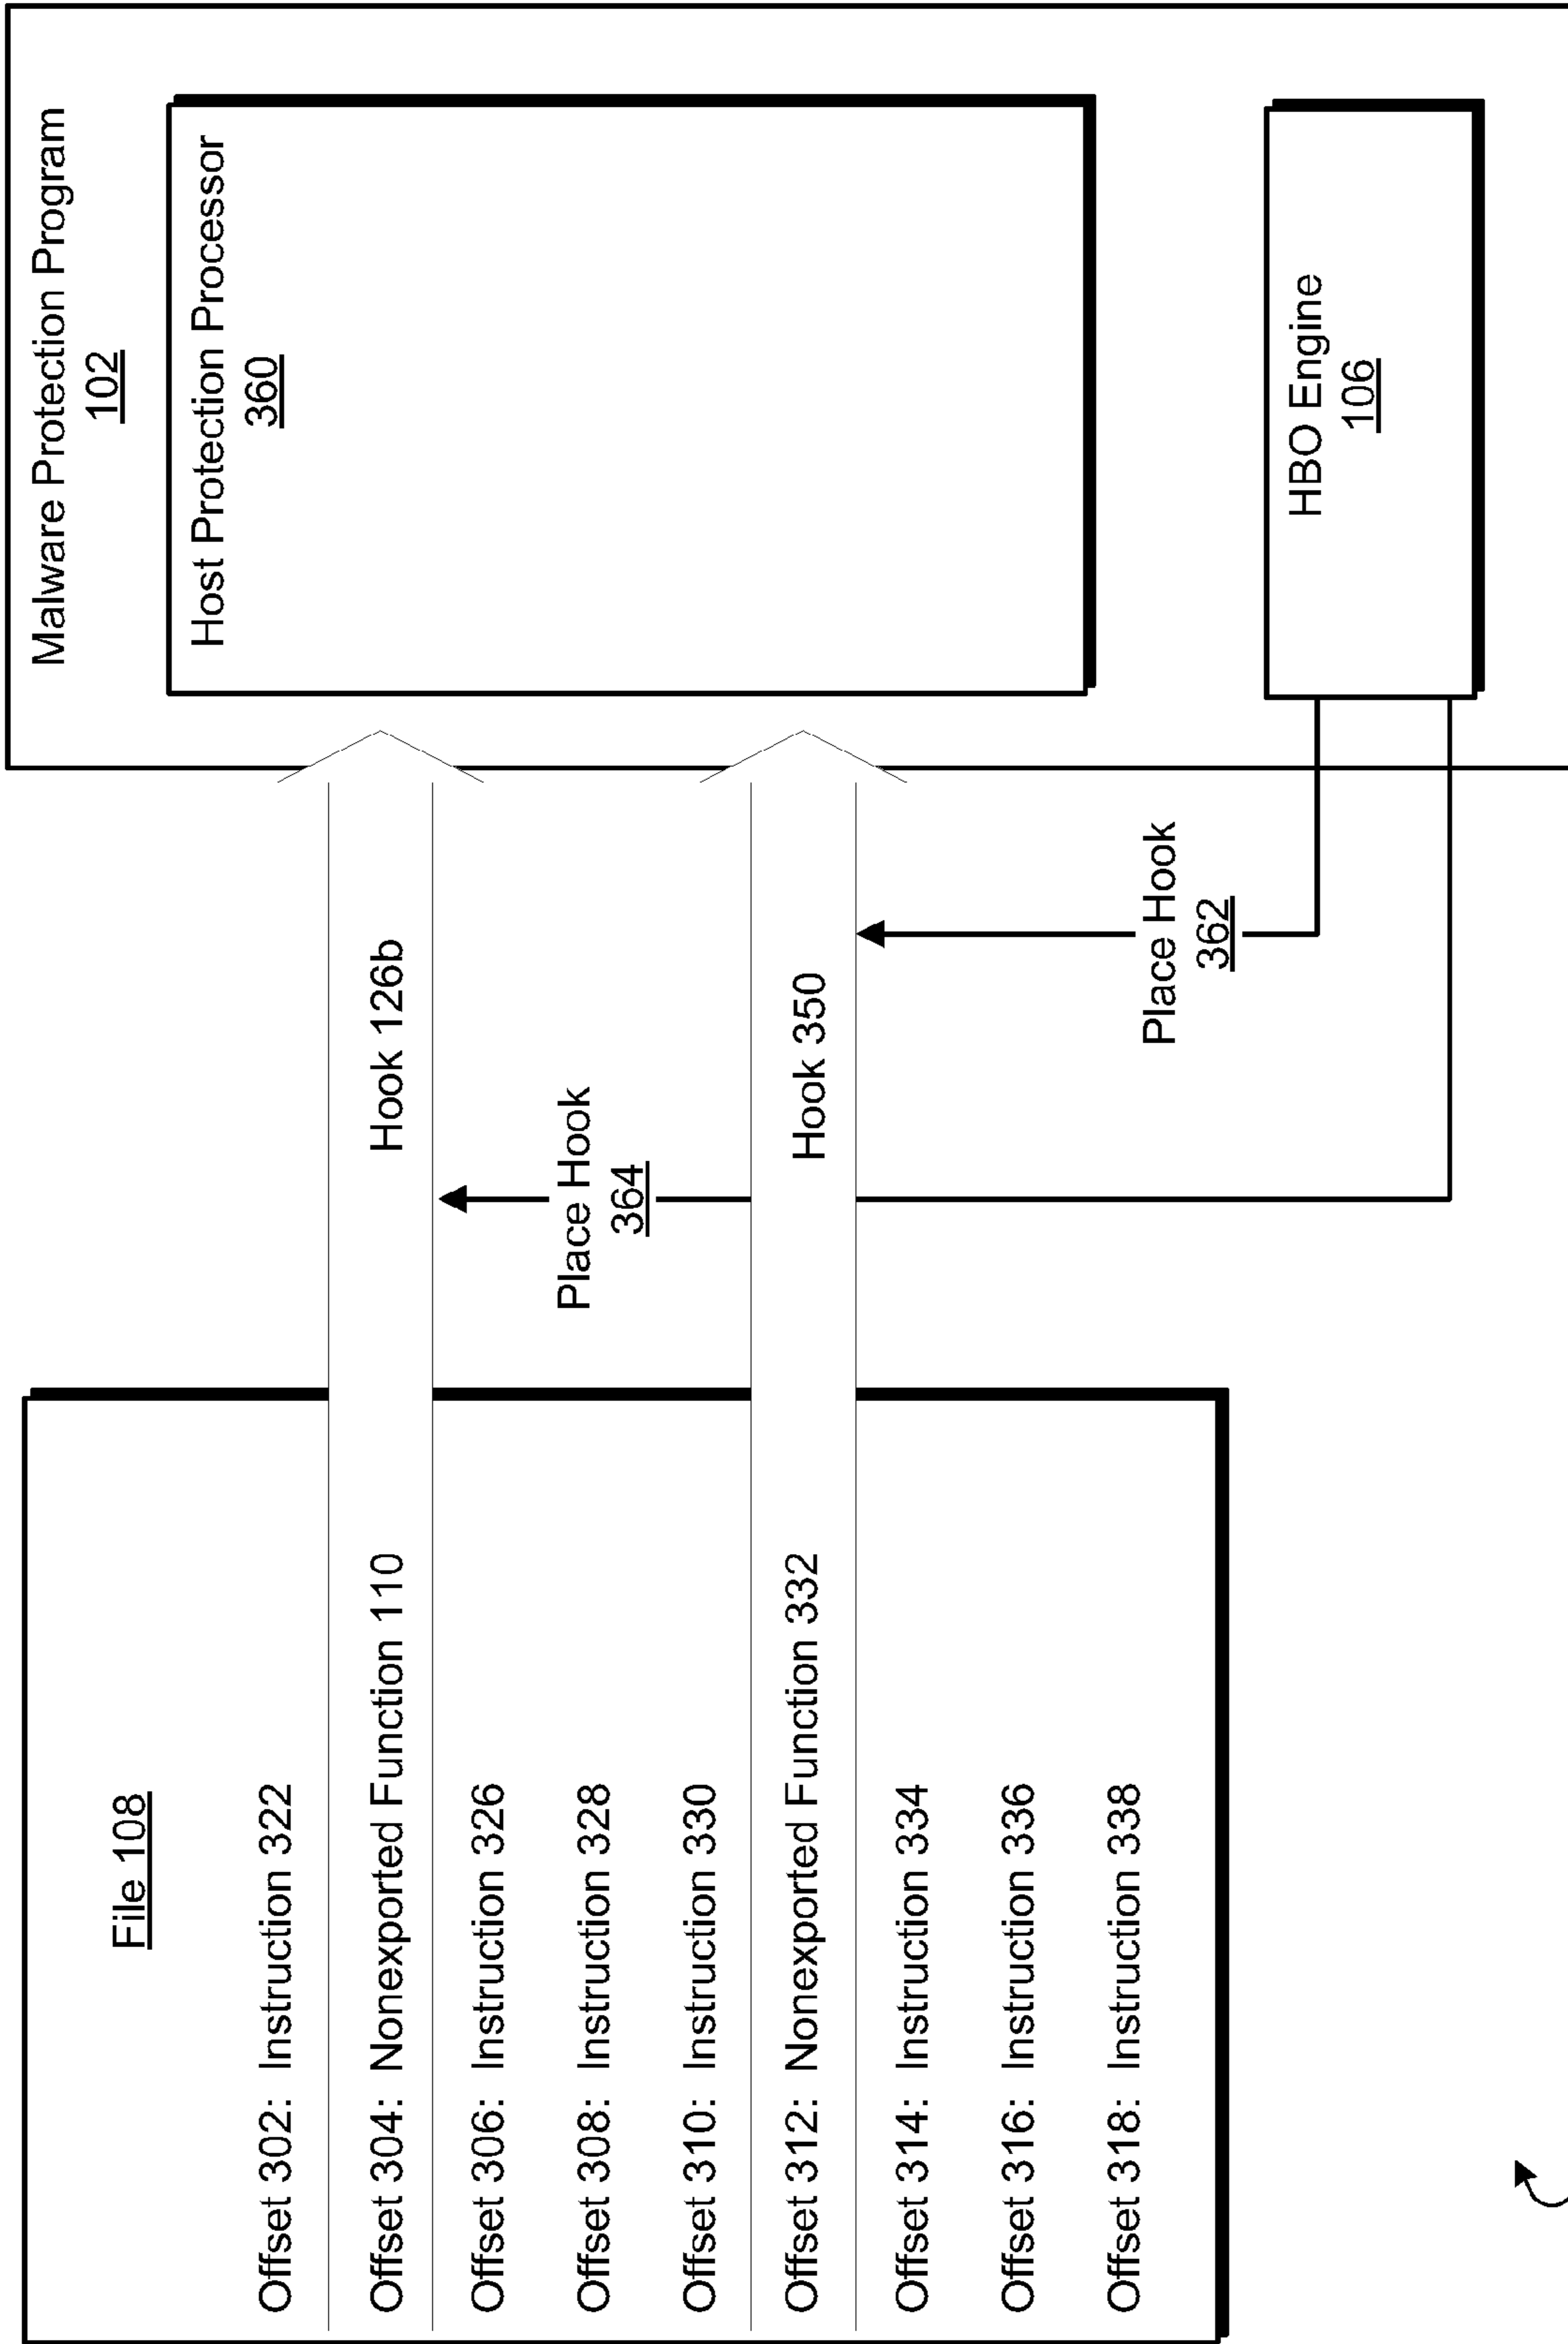 File 108
Offset 302: Instruction 322
Offset 304: Nonexported Function 110
Offset 306: Instruction 326
Offset 308: Instruction 328
Offset 310: Instruction 330
Offset 312: Nonexported Function 332
Offset 314: Instruction 334
Offset 316: Instruction 336
Offset 318: Instruction 338
Hook 126b
Place Hook
364
Hook 350
Place Hook
362
Malware Protection Program
102
Host Protection Processor
360
HBO Engine
106